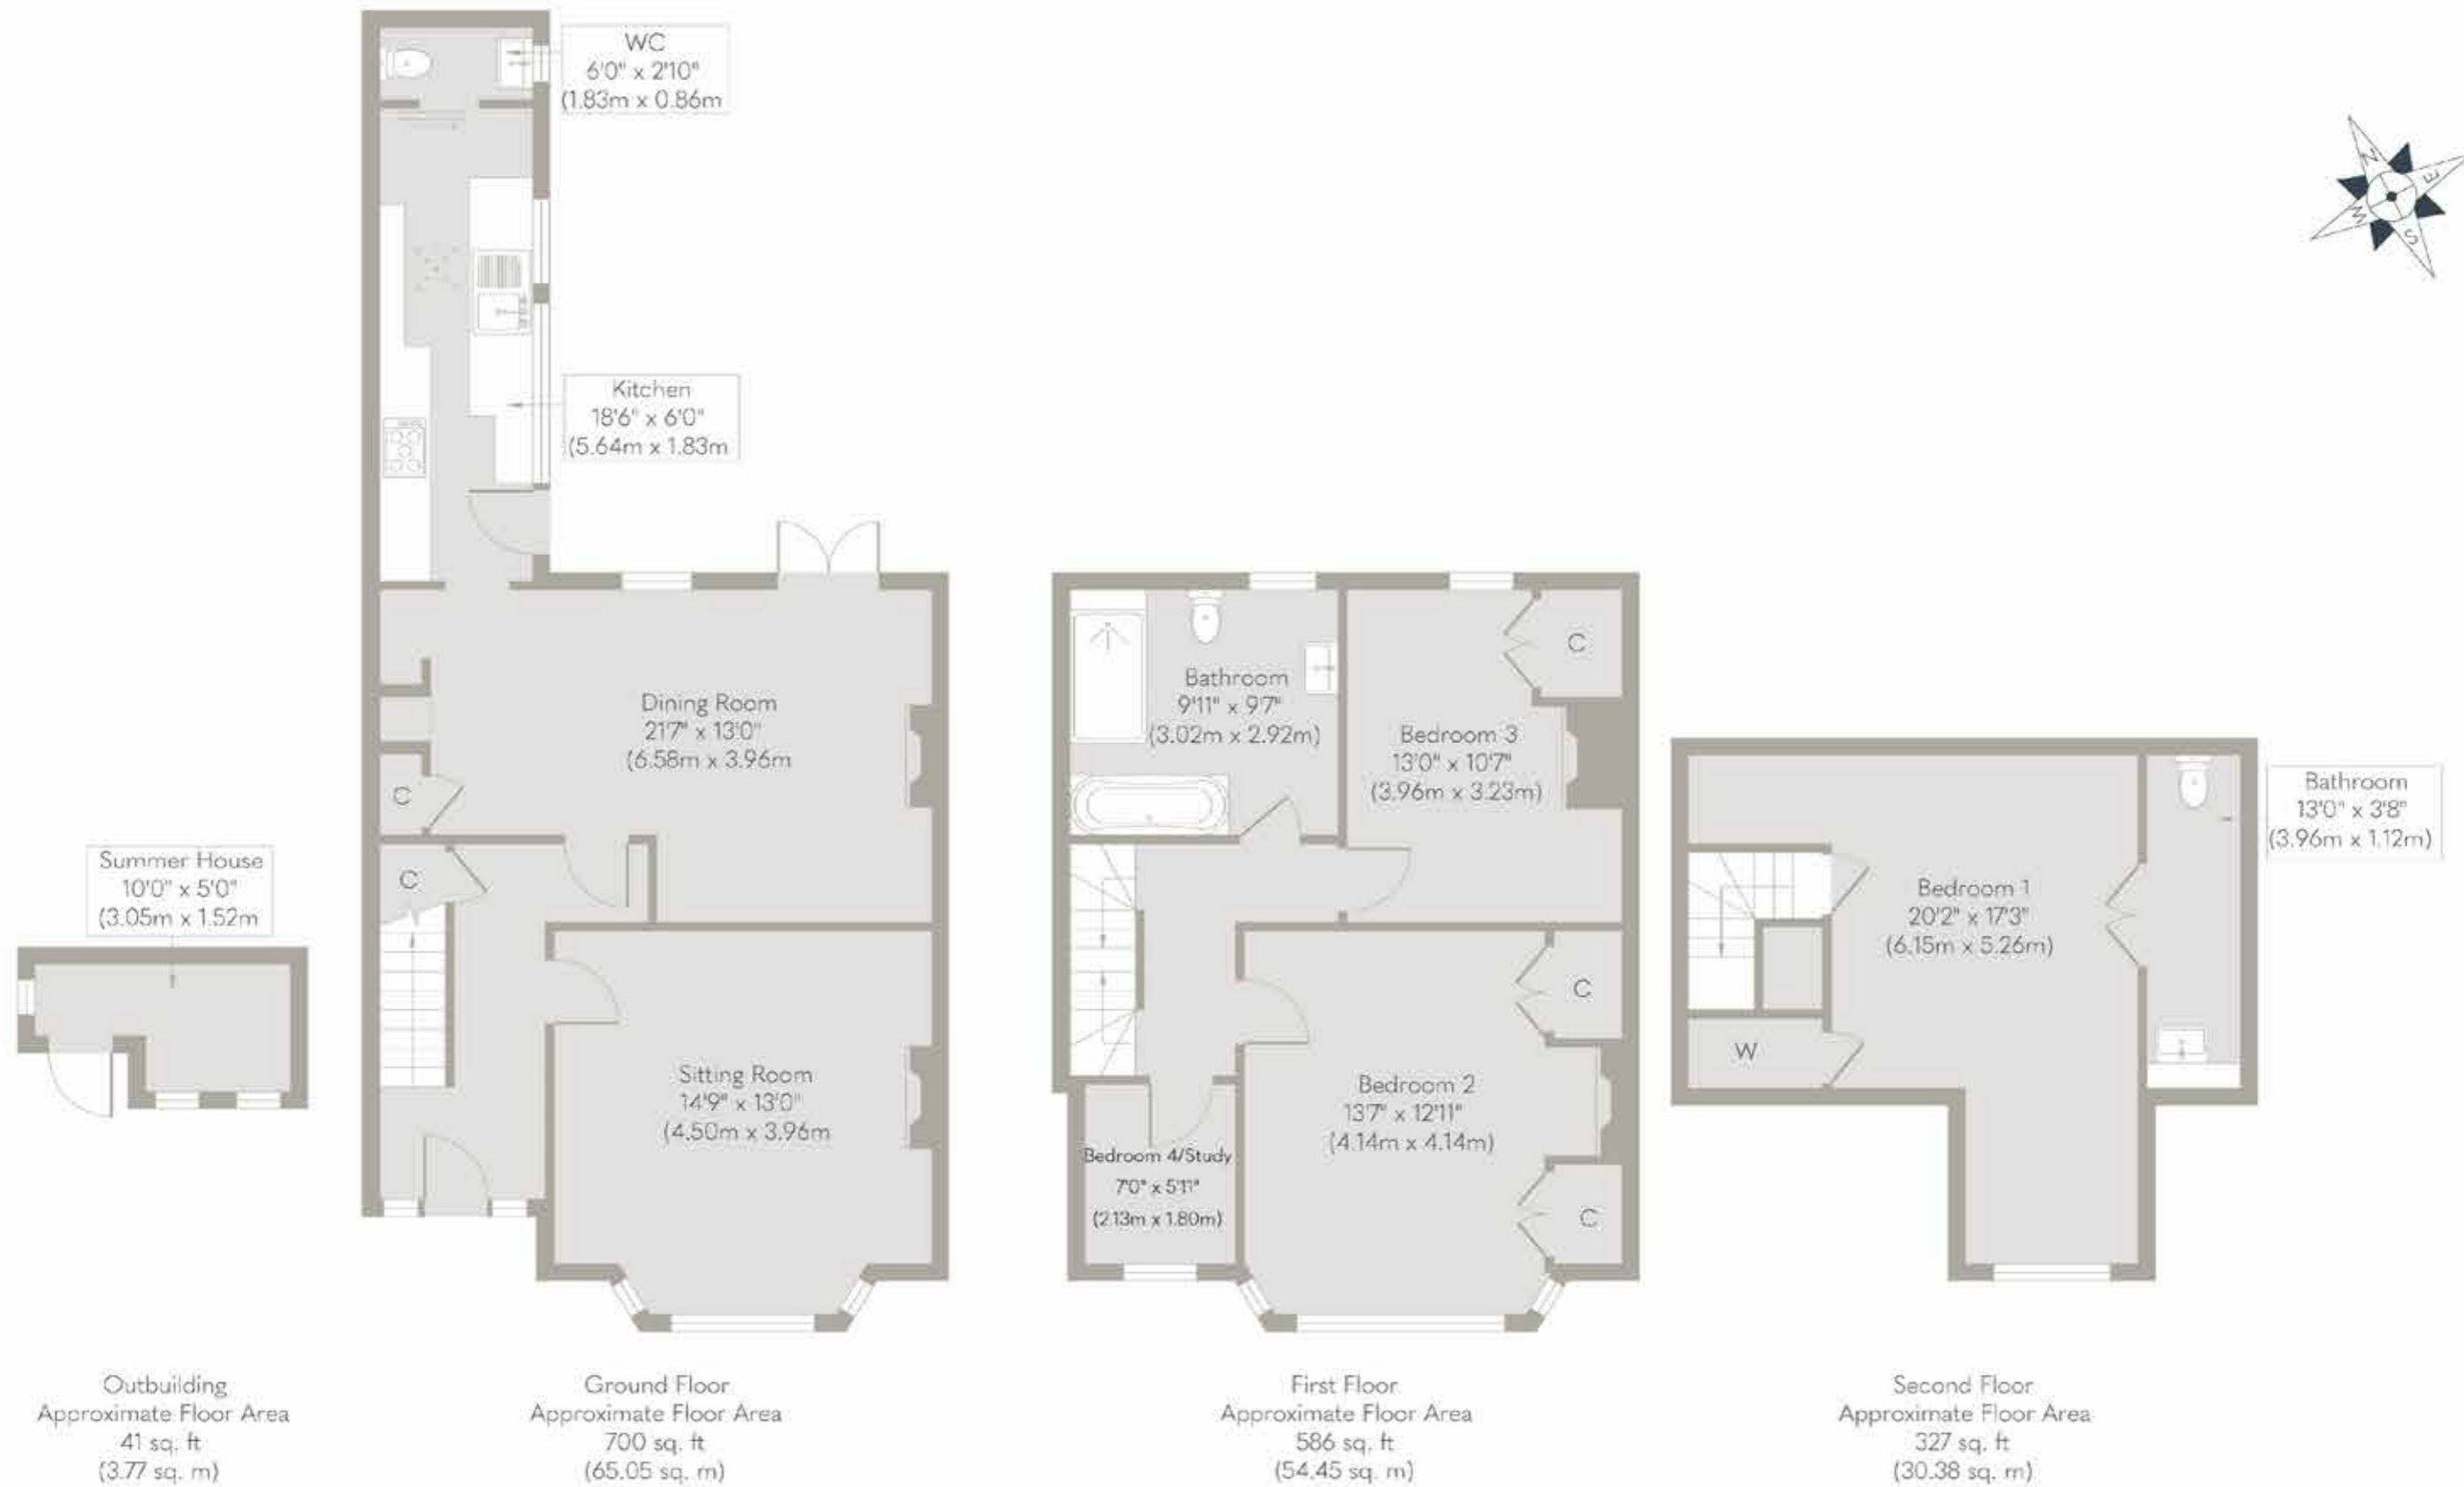 WC
6'0" x 2'10"
(1.83m x 0.86m
N
E
S
W
Kitchen
18'6" x 6'0"
(5.64m x 1.83m
Dining Room
21'7" x 13'0"
(6.58m x 3.96m
C
C
Summer House
10'0" x 5'0"
(3.05m x 1.52m
Sitting Room
14'9" x 13'0"
(4.50m x 3.96m
Bathroom
9'11" x 9'7"
(3.02m x 2.92m)
C
Bedroom 3
13'0" x 10'7"
(3.96m x 3.23m)
C
Bedroom 2
13'7" x 12'11"
(4.14m x 4.14m)
Bedroom 4/Study
7'0" x 5'11"
(2.13m x 1.80m)
C
Bathroom
13'0" x 3'8"
(3.96m x 1.12m)
Bedroom 1
20'2" x 17'3"
(6.15m x 5.26m)
W
Outbuilding
Approximate Floor Area
41 sq. ft
(3.77 sq. m)
Ground Floor
Approximate Floor Area
700 sq. ft
(65.05 sq. m)
First Floor
Approximate Floor Area
586 sq. ft
(54.45 sq. m)
Second Floor
Approximate Floor Area
327 sq. ft
(30.38 sq. m)